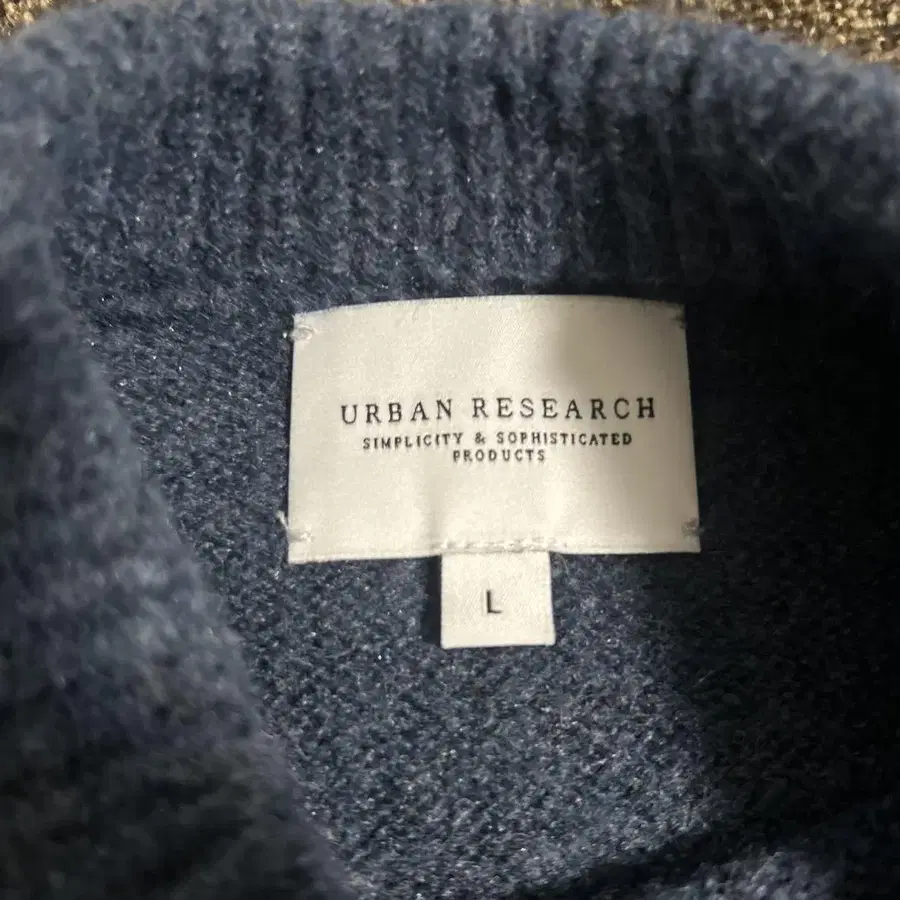 URBAN RESEARCH
SIMPLICITY & SOPHISTICATED
PRODUCTS
L